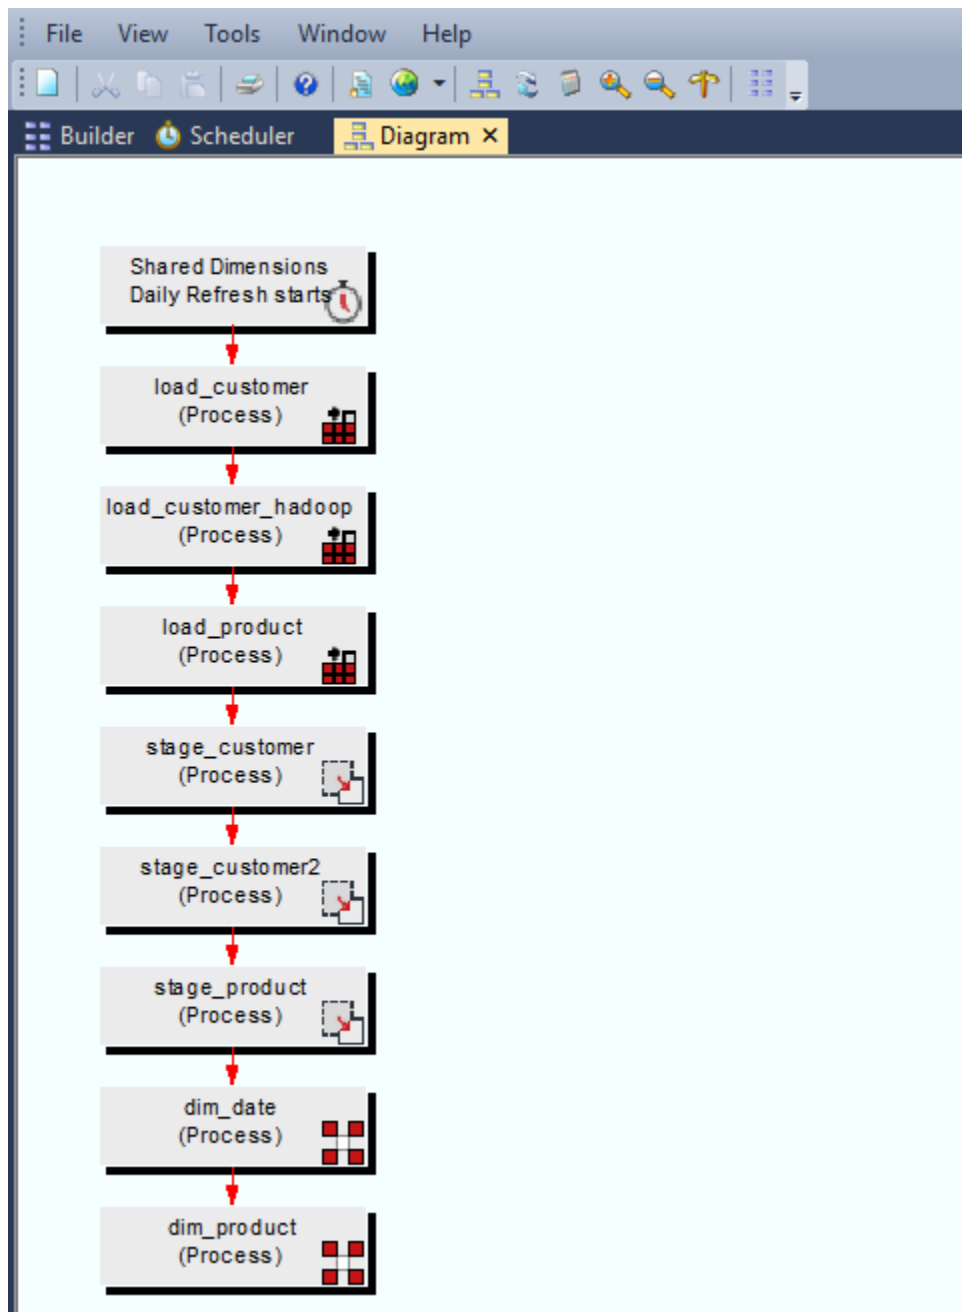 File View Tools Window Help
Builder Scheduler Diagram
Shared Dimensions
Daily Refresh starts
load_customer
(Process)
load_customer_hadoop
(Process)
load_product
(Process)
stage_customer
(Process)
stage_customer2
(Process)
stage_product
(Process)
dim_date
(Process)
dim_product
(Process)